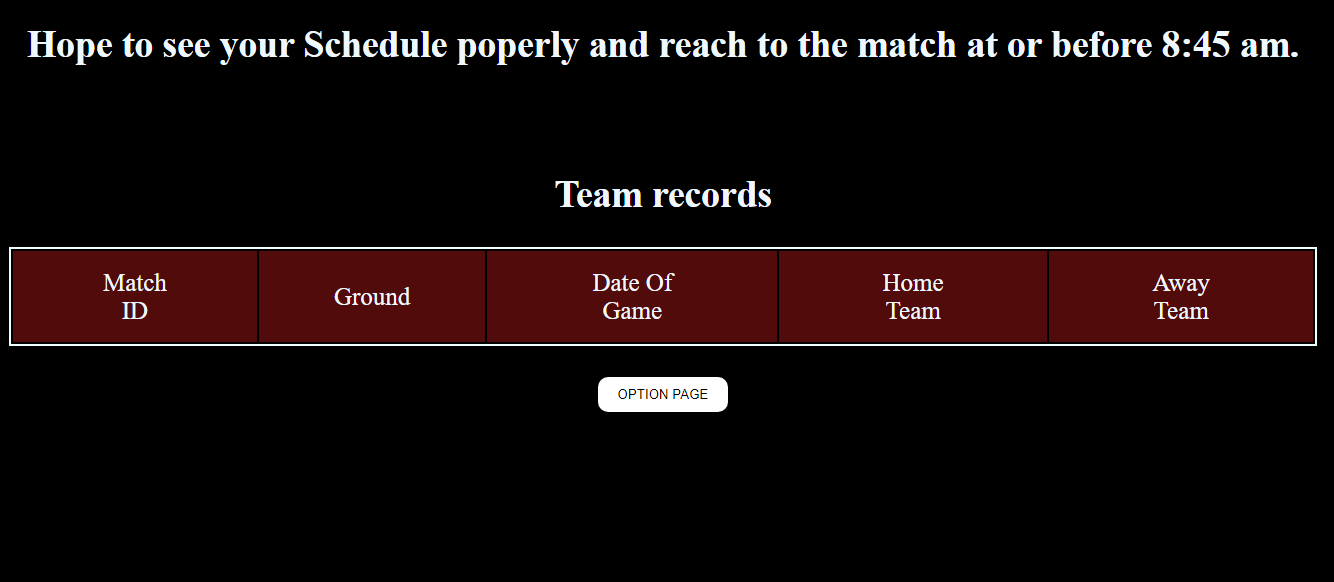 Hope to see your Schedule poperly and reach to the match at or before 8:45 am.
Team records
Match
ID
Ground
Date Of
Game
Home
Team
Away
Team
OPTION PAGE